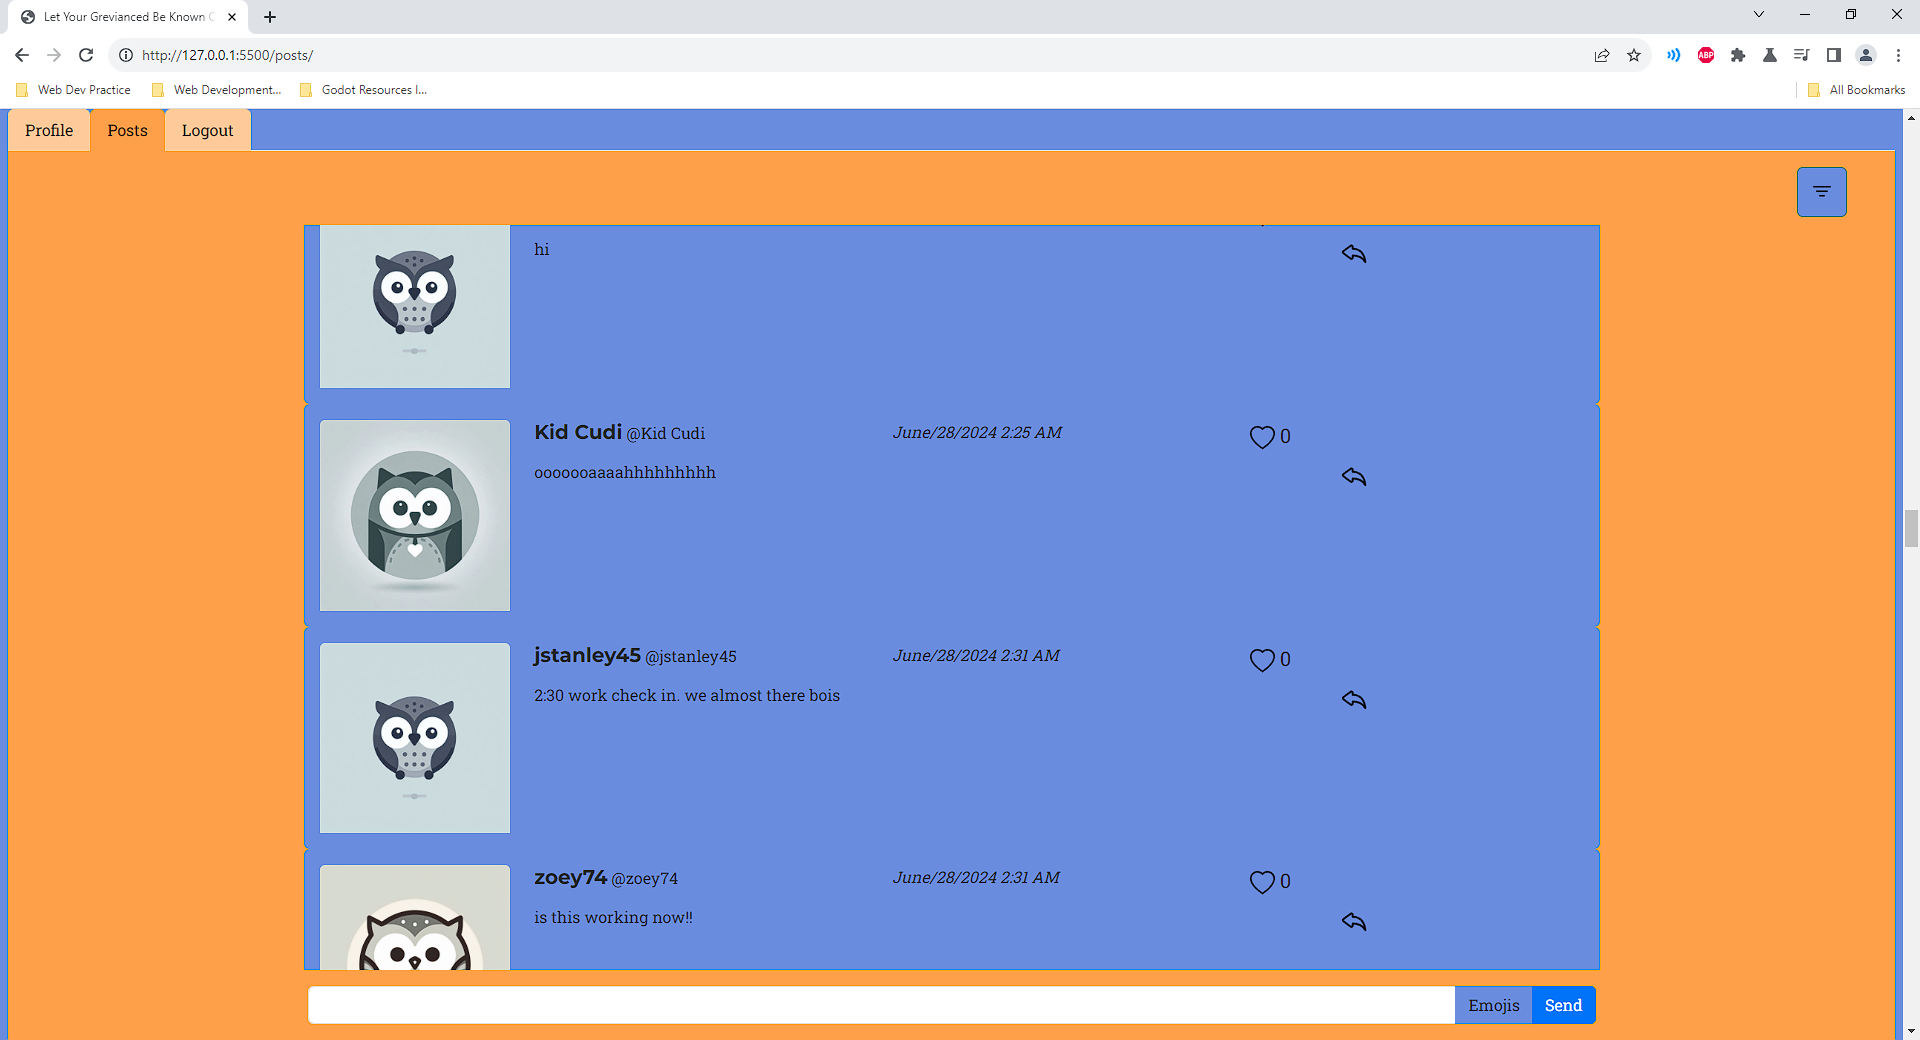 Let Your Grevianced Be Known
http://127.0.0.1:5500/posts/
ABP
Web Dev Practice
Web Development...
Godot Resources I...
All Bookmarks
Profile
Posts
Logout
hi
Kid Cudi @Kid Cudi June/28/2024 2:25 AM 0
ooooooaaaahhhhhhhhh
jstanley45 @jstanley45 June/28/2024 2:31 AM 0
2:30 work check in. we almost there bois
zoey74 @zoey74 June/28/2024 2:31 AM 0
is this working now!!
Emojis
Send